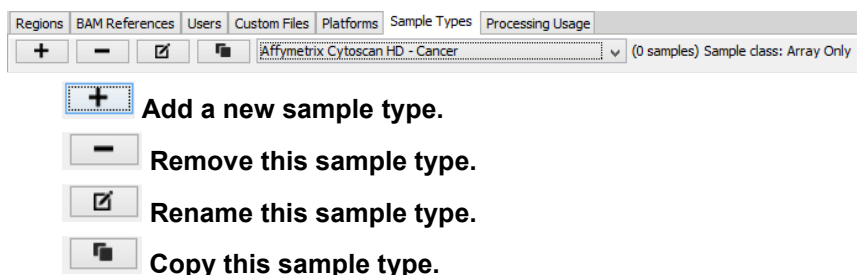 Regions BAM References Users Custom Files Platforms Sample Types Processing Usage
Affymetrix Cytoscan HD - Cancer (0 samples) Sample class: Array Only
Add a new sample type.
Remove this sample type.
Rename this sample type.
Copy this sample type.